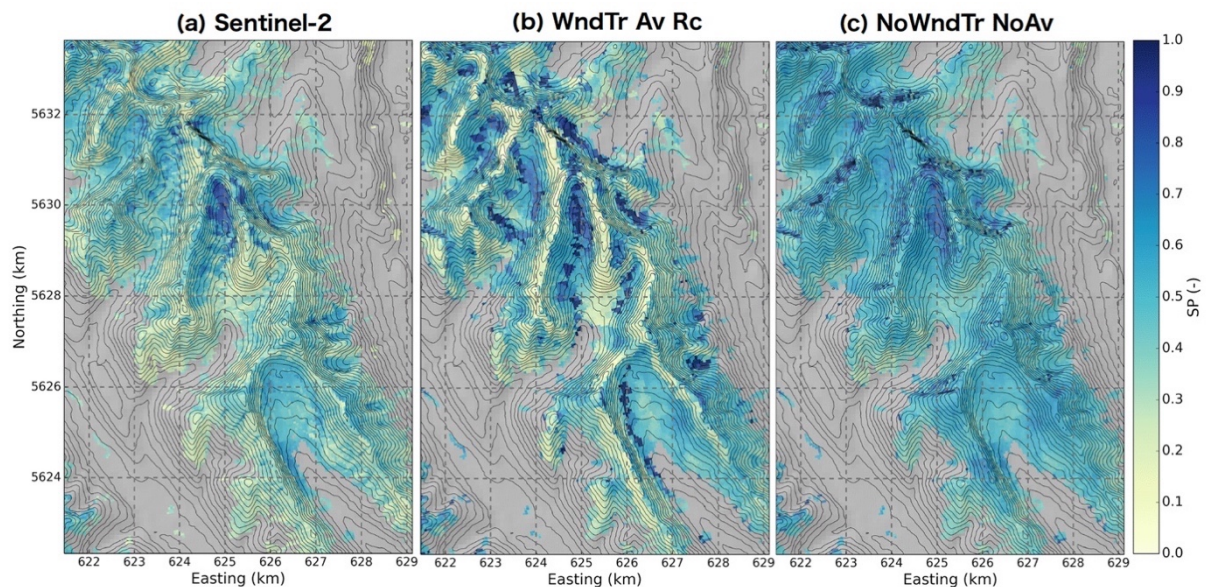 (a) Sentinel-2 (b) WndTr Av Rc (c) NoWndTr NoAv
1.0
0.9
0.8
0.7
0.6
0.5
0.4
0.3
0.2
0.1
0.0
SP (-)
5632
5630
5628
5626
5624
Northing (km)
622 623 624 625 626 627 628 629
Easting (km)
622 623 624 625 626 627 628 629
Easting (km)
622 623 624 625 626 627 628 629
Easting (km)